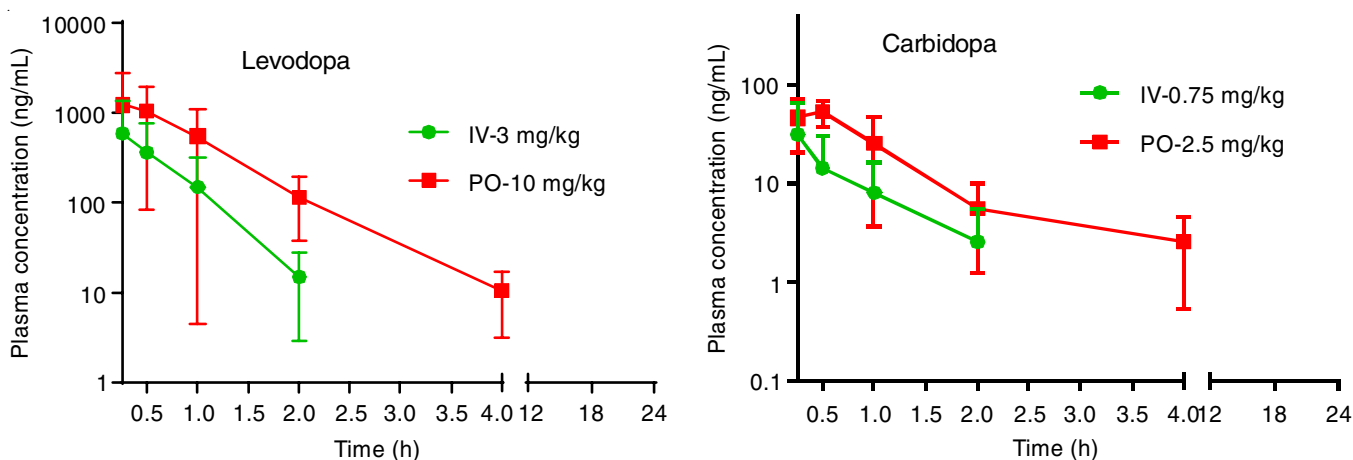 Levodopa
Plasma concentration (ng/mL)
10000
1000
100
10
1
IV-3 mg/kg
PO-10 mg/kg
0.5 1.0 1.5 2.0 2.5 3.0 3.5 4.0 12 18 24
Time (h)
Carbidopa
Plasma concentration (ng/mL)
100
10
1
0.1
IV-0.75 mg/kg
PO-2.5 mg/kg
0.5 1.0 1.5 2.0 2.5 3.0 3.5 4.0 12 18 24
Time (h)